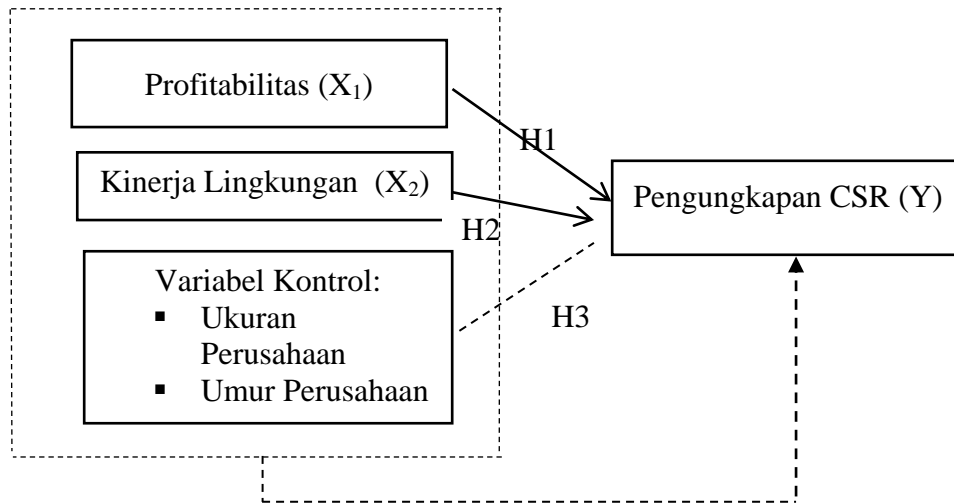 Profitabilitas (X₁)
H1
Kinerja Lingkungan (X₂)
Pengungkapan CSR (Y)
H2
Variabel Kontrol:
▪ Ukuran
Perusahaan
▪ Umur Perusahaan
H3